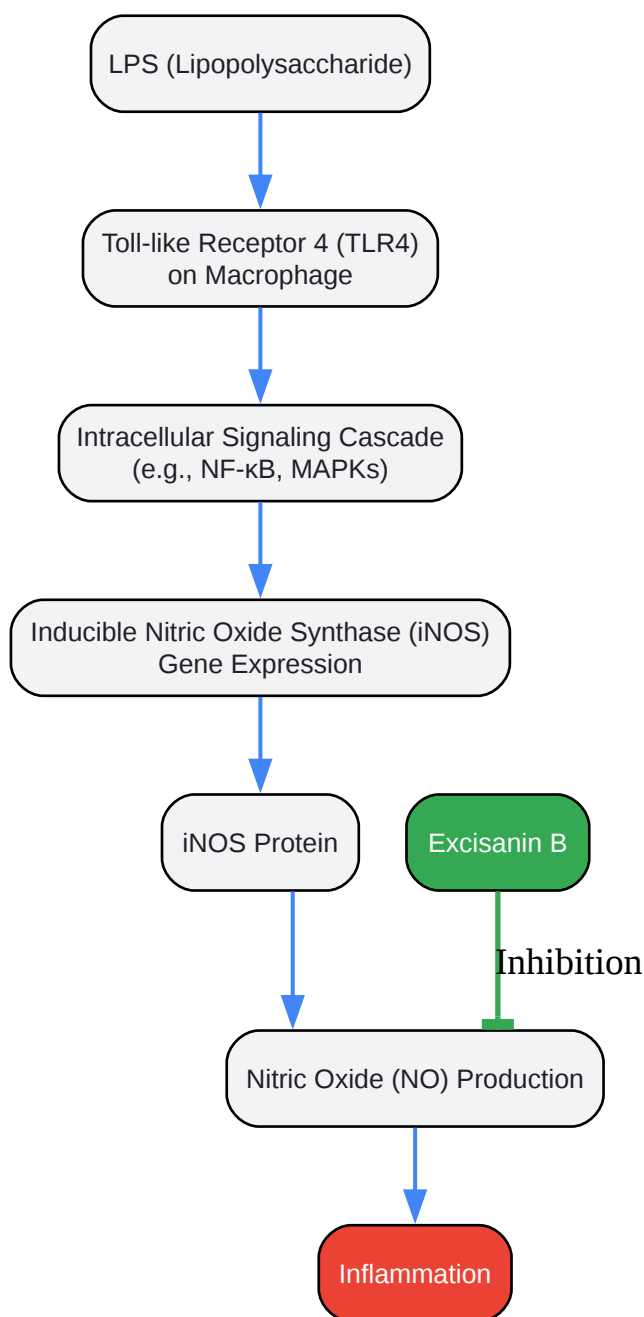 LPS (Lipopolysaccharide)
Toll-like Receptor 4 (TLR4)
on Macrophage
Intracellular Signaling Cascade
(e.g., NF-κB, MAPKs)
Inducible Nitric Oxide Synthase (iNOS)
Gene Expression
iNOS Protein
Excisanin B
Inhibition
Nitric Oxide (NO) Production
Inflammation